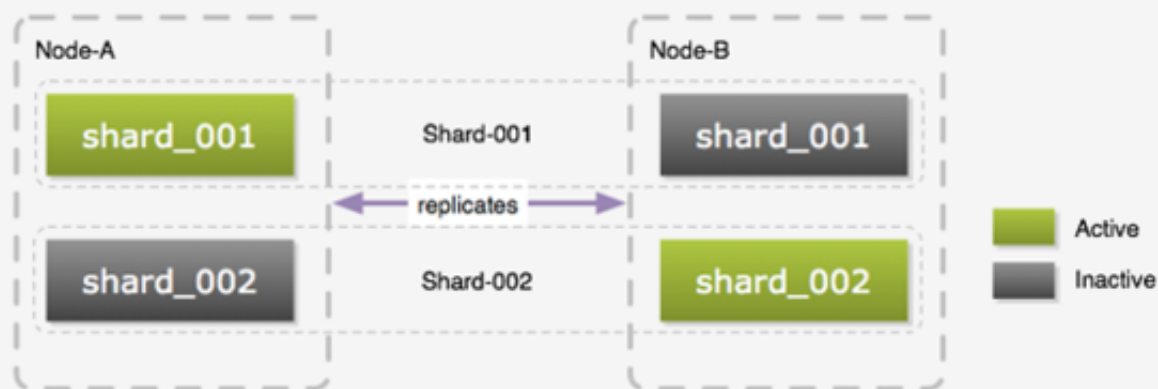 Node-A
Node-B
shard_001
Shard-001
shard_001
replicates
shard_002
Shard-002
shard_002
Active
Inactive